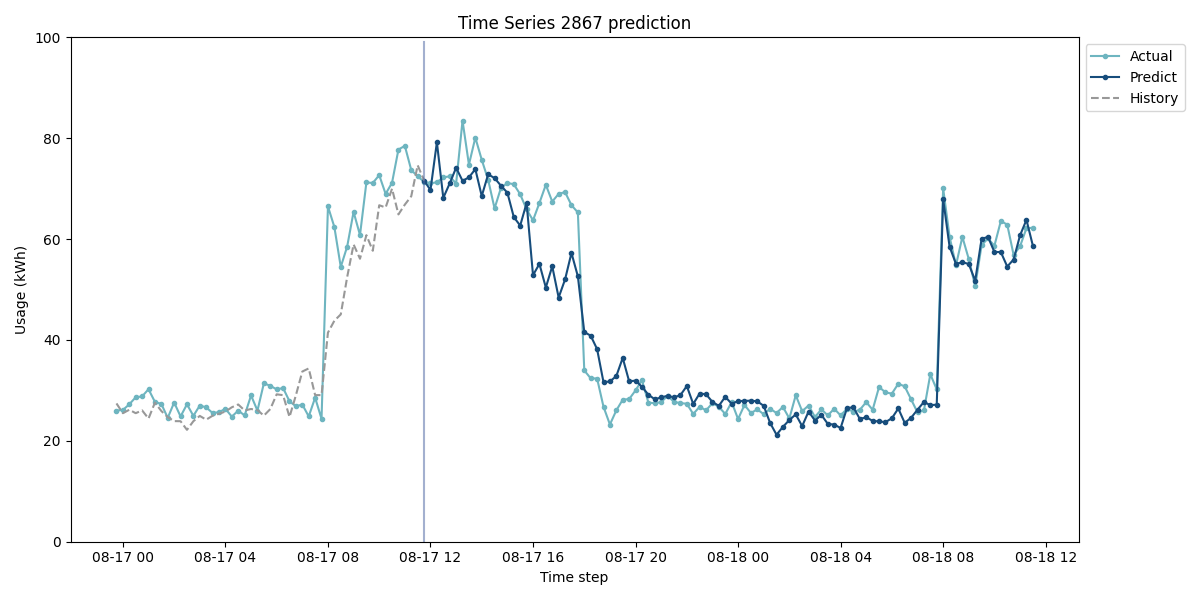 Time Series 2867 prediction
100
80
60
40
20
0
Usage (kWh)
08-17 00
08-17 04
08-17 08
08-17 12
08-17 16
08-17 20
08-18 00
08-18 04
08-18 08
08-18 12
Time step
Actual
Predict
History